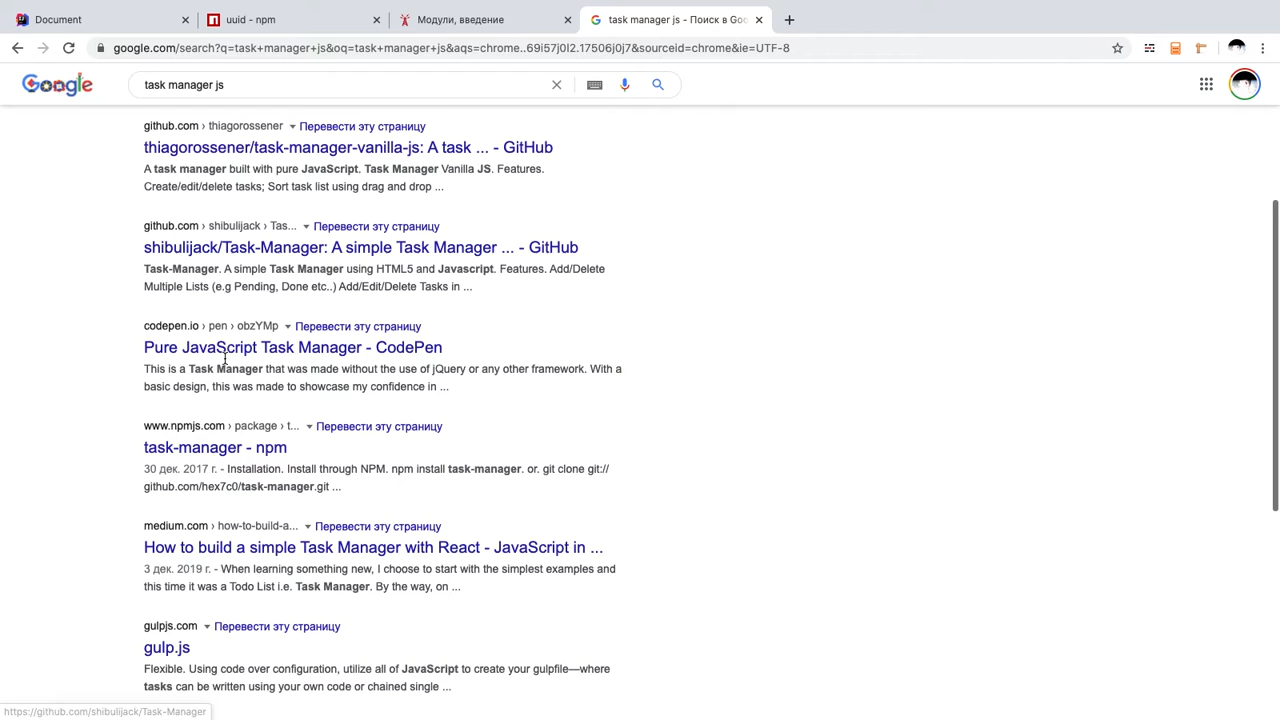 Document
uuid - npm
Модули, введение
task manager js - Поиск в Goo
google.com/search?q=task+manager+js&oq=task+manager+js&aqs=chrome..69i57j0l2.17506j0j7&sourceid=chrome&ie=UTF-8
Google
task manager js
github.com › thiagorossener
Перевести эту страницу
thiagorossener/task-manager-vanilla-js: A task ... - GitHub
A task manager built with pure JavaScript. Task Manager Vanilla JS. Features.
Create/edit/delete tasks; Sort task list using drag and drop ...
github.com › shibulijack › Tas...
Перевести эту страницу
shibulijack/Task-Manager: A simple Task Manager ... - GitHub
Task-Manager. A simple Task Manager using HTML5 and Javascript. Features. Add/Delete
Multiple Lists (e.g Pending, Done etc..) Add/Edit/Delete Tasks in ...
codepen.io › pen › obzYMp
Перевести эту страницу
Pure JavaScript Task Manager - CodePen
This is a Task Manager that was made without the use of jQuery or any other framework. With a
basic design, this was made to showcase my confidence in ...
www.npmjs.com › package › t...
Перевести эту страницу
task-manager - npm
30 дек. 2017 г. - Installation. Install through NPM. npm install task-manager. or. git clone git://
github.com/hex7c0/task-manager.git ...
medium.com › how-to-build-a...
Перевести эту страницу
How to build a simple Task Manager with React - JavaScript in ...
3 дек. 2019 г. - When learning something new, I choose to start with the simplest examples and
this time it was a Todo List i.e. Task Manager. By the way, on ...
gulpjs.com
Перевести эту страницу
gulp.js
Flexible. Using code over configuration, utilize all of JavaScript to create your gulpfile—where
tasks can be written using your own code or chained single ...
https://github.com/shibulijack/Task-Manager